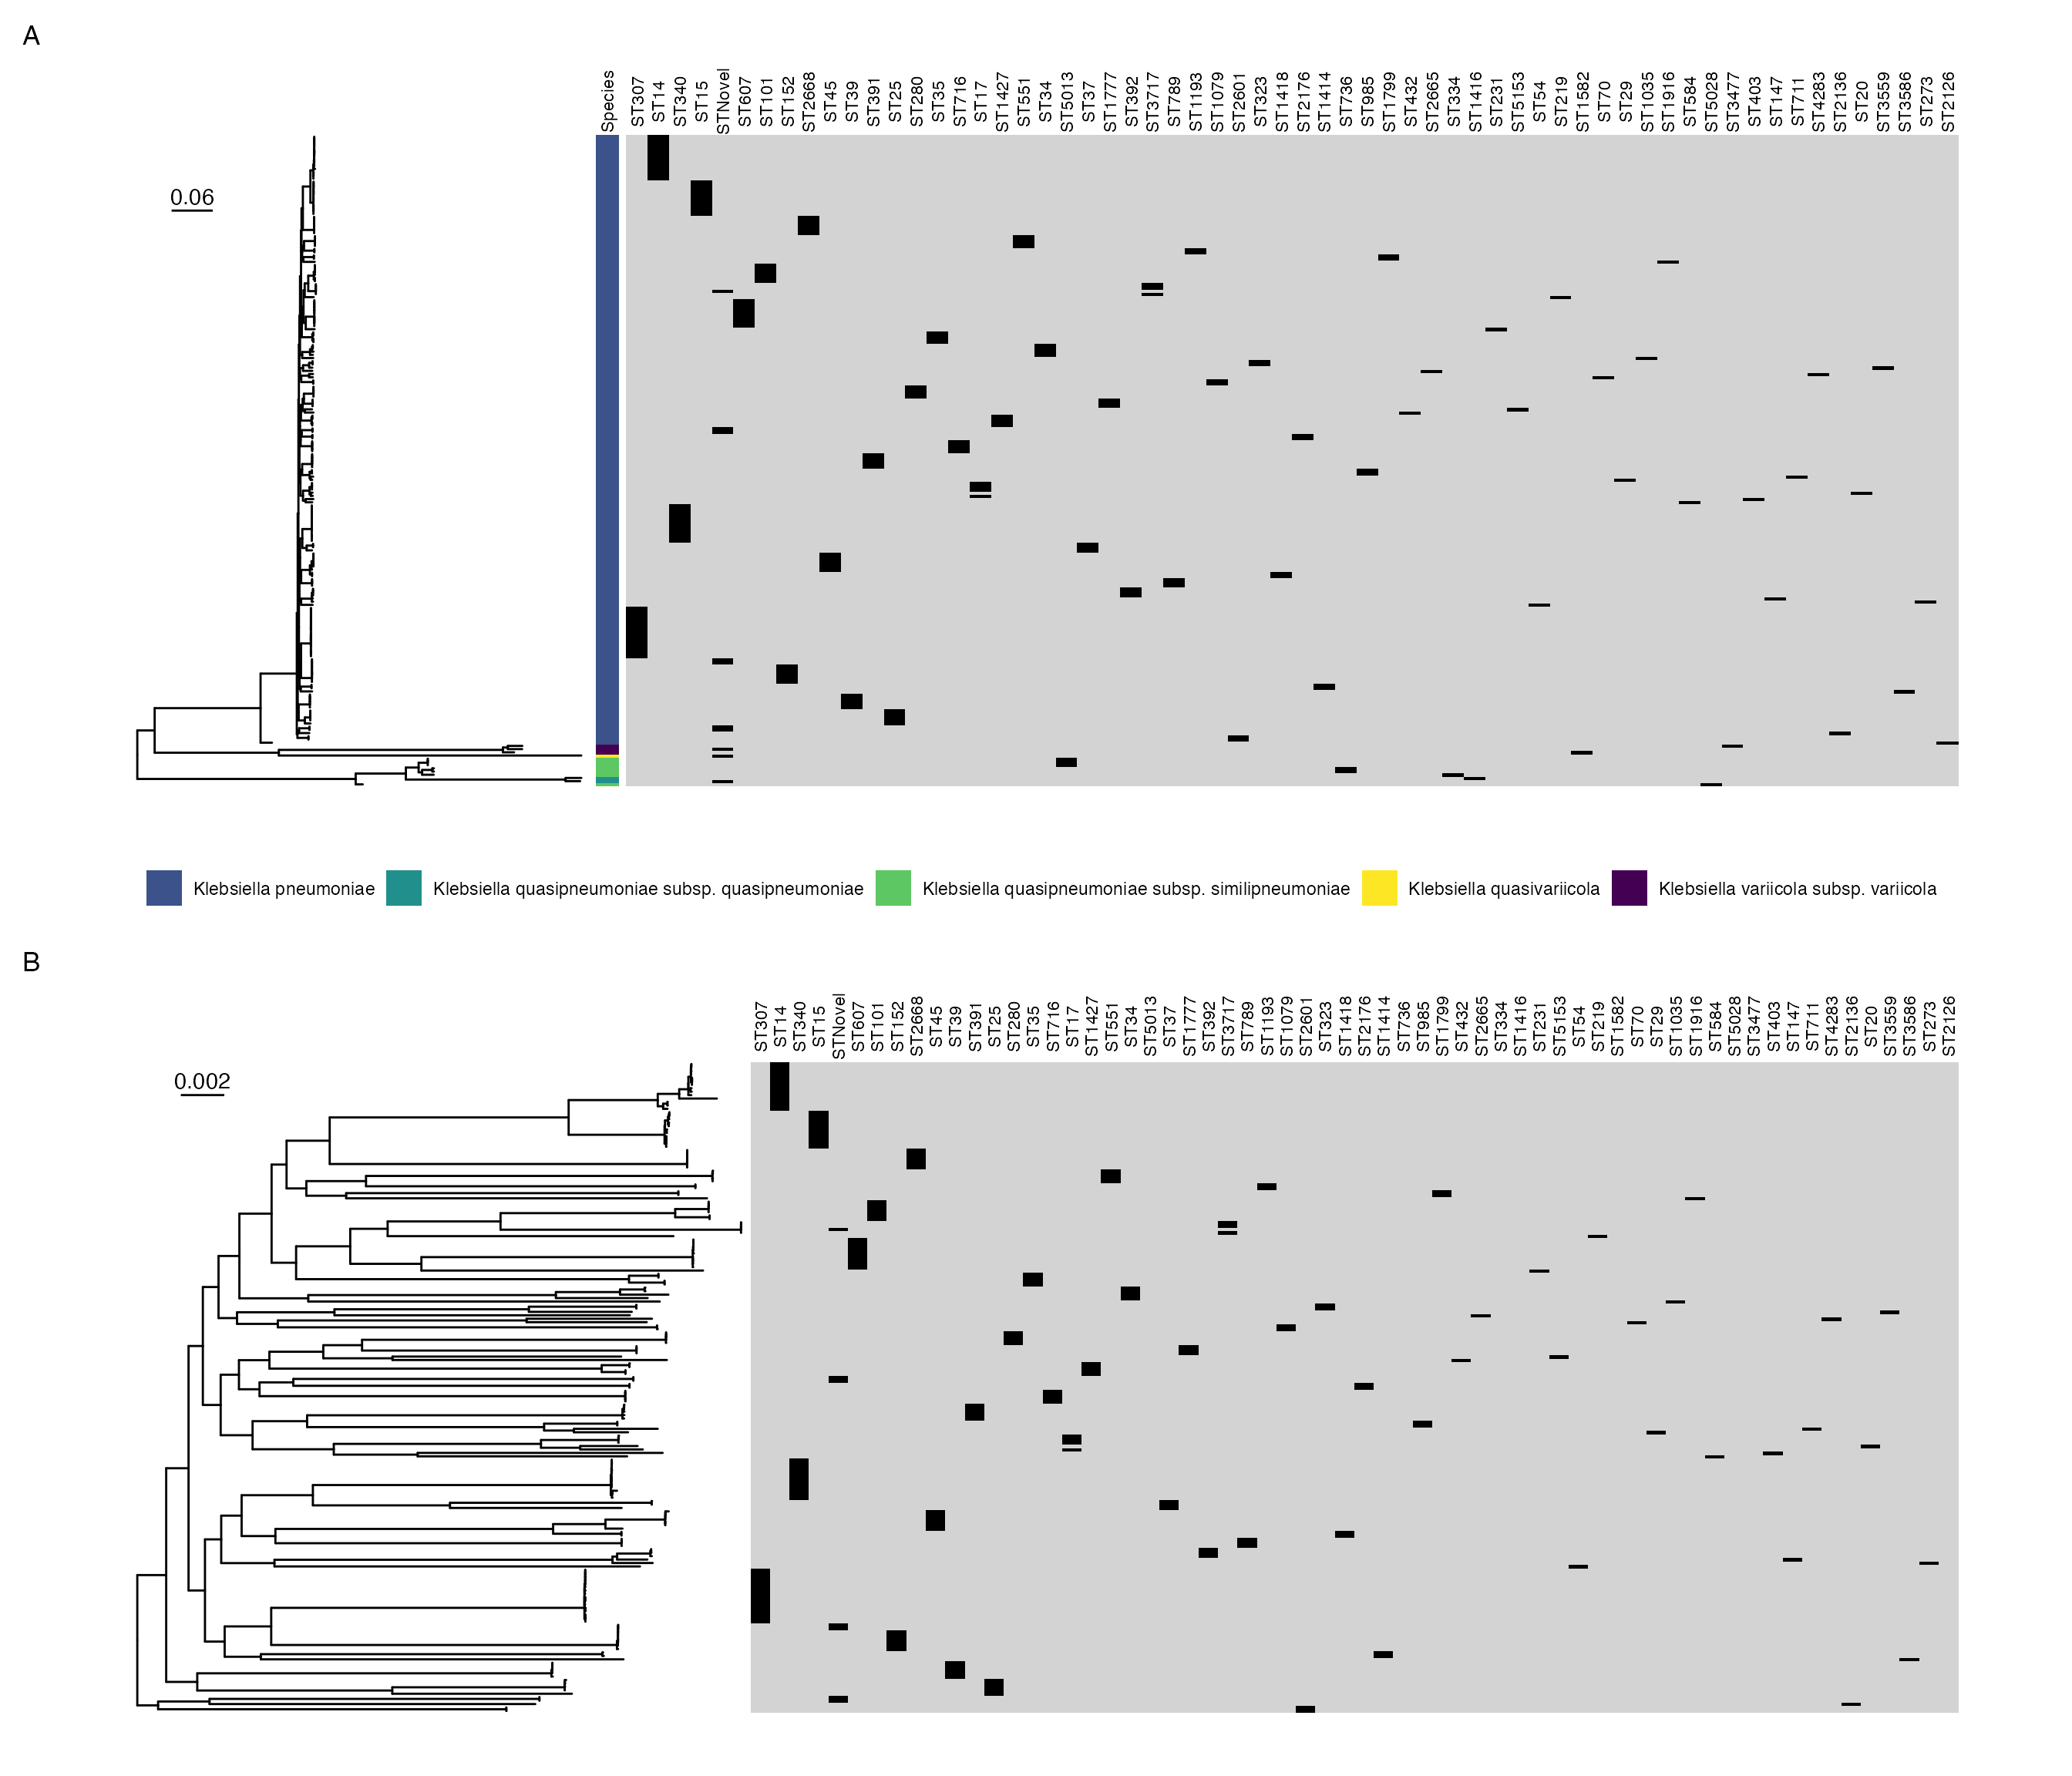 A
Species ST307 ST14 ST340 ST15 STNovel ST607 ST101 ST152 ST2668 ST45 ST39 ST391 ST25 ST280 ST35 ST716 ST17 ST1427 ST551 ST34 ST5013 ST37 ST1777 ST392 ST3717 ST789 ST1193 ST1079 ST2601 ST323 ST1418 ST2176 ST1414 ST736 ST985 ST1799 ST432 ST2665 ST334 ST1416 ST231 ST5153 ST54 ST219 ST1582 ST70 ST29 ST1035 ST1916 ST584 ST5028 ST3477 ST403 ST147 ST711 ST4283 ST2136 ST20 ST3559 ST3586 ST273 ST2126
0.06
Klebsiella pneumoniae Klebsiella quasipneumoniae subsp. quasipneumoniae Klebsiella quasipneumoniae subsp. similipneumoniae Klebsiella quasivariicola Klebsiella variicola subsp. variicola
B
ST307 ST14 ST340 ST15 STNovel ST607 ST101 ST152 ST2668 ST45 ST39 ST391 ST25 ST280 ST35 ST716 ST17 ST1427 ST551 ST34 ST5013 ST37 ST1777 ST392 ST3717 ST789 ST1193 ST1079 ST2601 ST323 ST1418 ST2176 ST1414 ST736 ST985 ST1799 ST432 ST2665 ST334 ST1416 ST231 ST5153 ST54 ST219 ST1582 ST70 ST29 ST1035 ST1916 ST584 ST5028 ST3477 ST403 ST147 ST711 ST4283 ST2136 ST20 ST3559 ST3586 ST273 ST2126
0.002